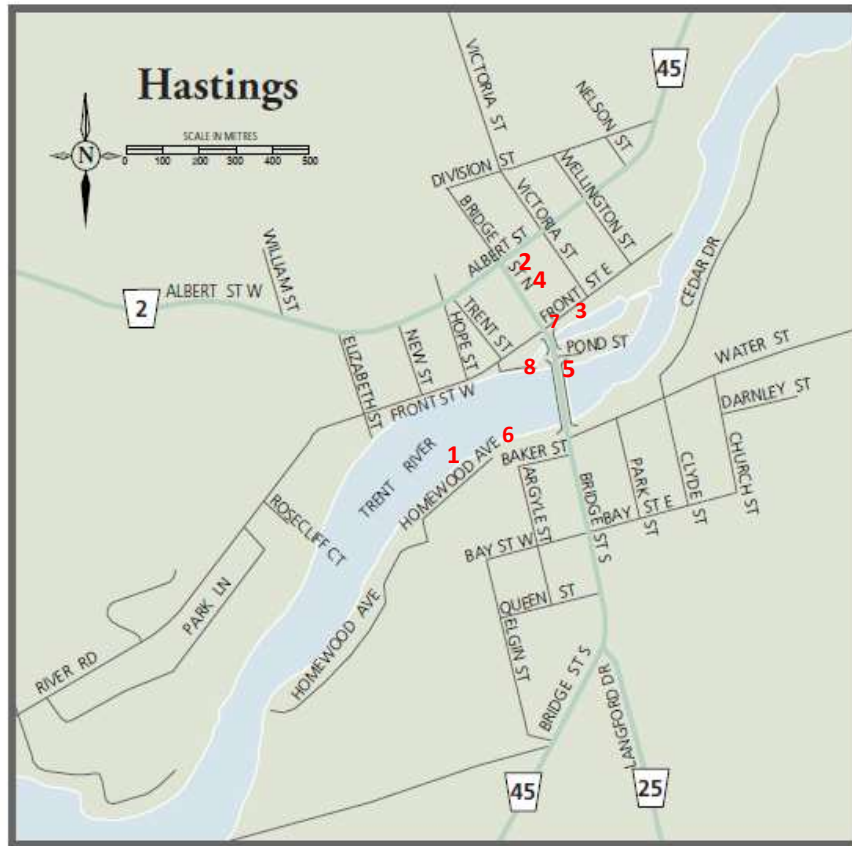 Hastings
SCALE IN METRES
0 100 200 300 400 500
N
45
VICTORIA ST
NELSON ST
DIVISION ST
WELLINGTON ST
VICTORIA ST
BRIDGE ST N
ALBERT ST
2
4
WILLIAM ST
2
ALBERT ST W
FRONT ST E
3
7
CEDAR DR
TRENT ST
HOPE ST
NEW ST
ELIZABETH ST
POND ST
8
5
WATER ST
FRONT ST W
DARNLEY ST
TRENT RIVER
1
6
HOMEWOOD AVE
BAKER ST
ARGYLE ST
BRIDGE ST S
PARK ST
CLYDE ST
CHURCH ST
BAY ST E
ROSECLIFF CT
BAY ST W
QUEEN ST
ELGIN ST
PARK LN
HOMEWOOD AVE
RIVER RD
BRIDGE ST S
LANGFORD DR
45
25